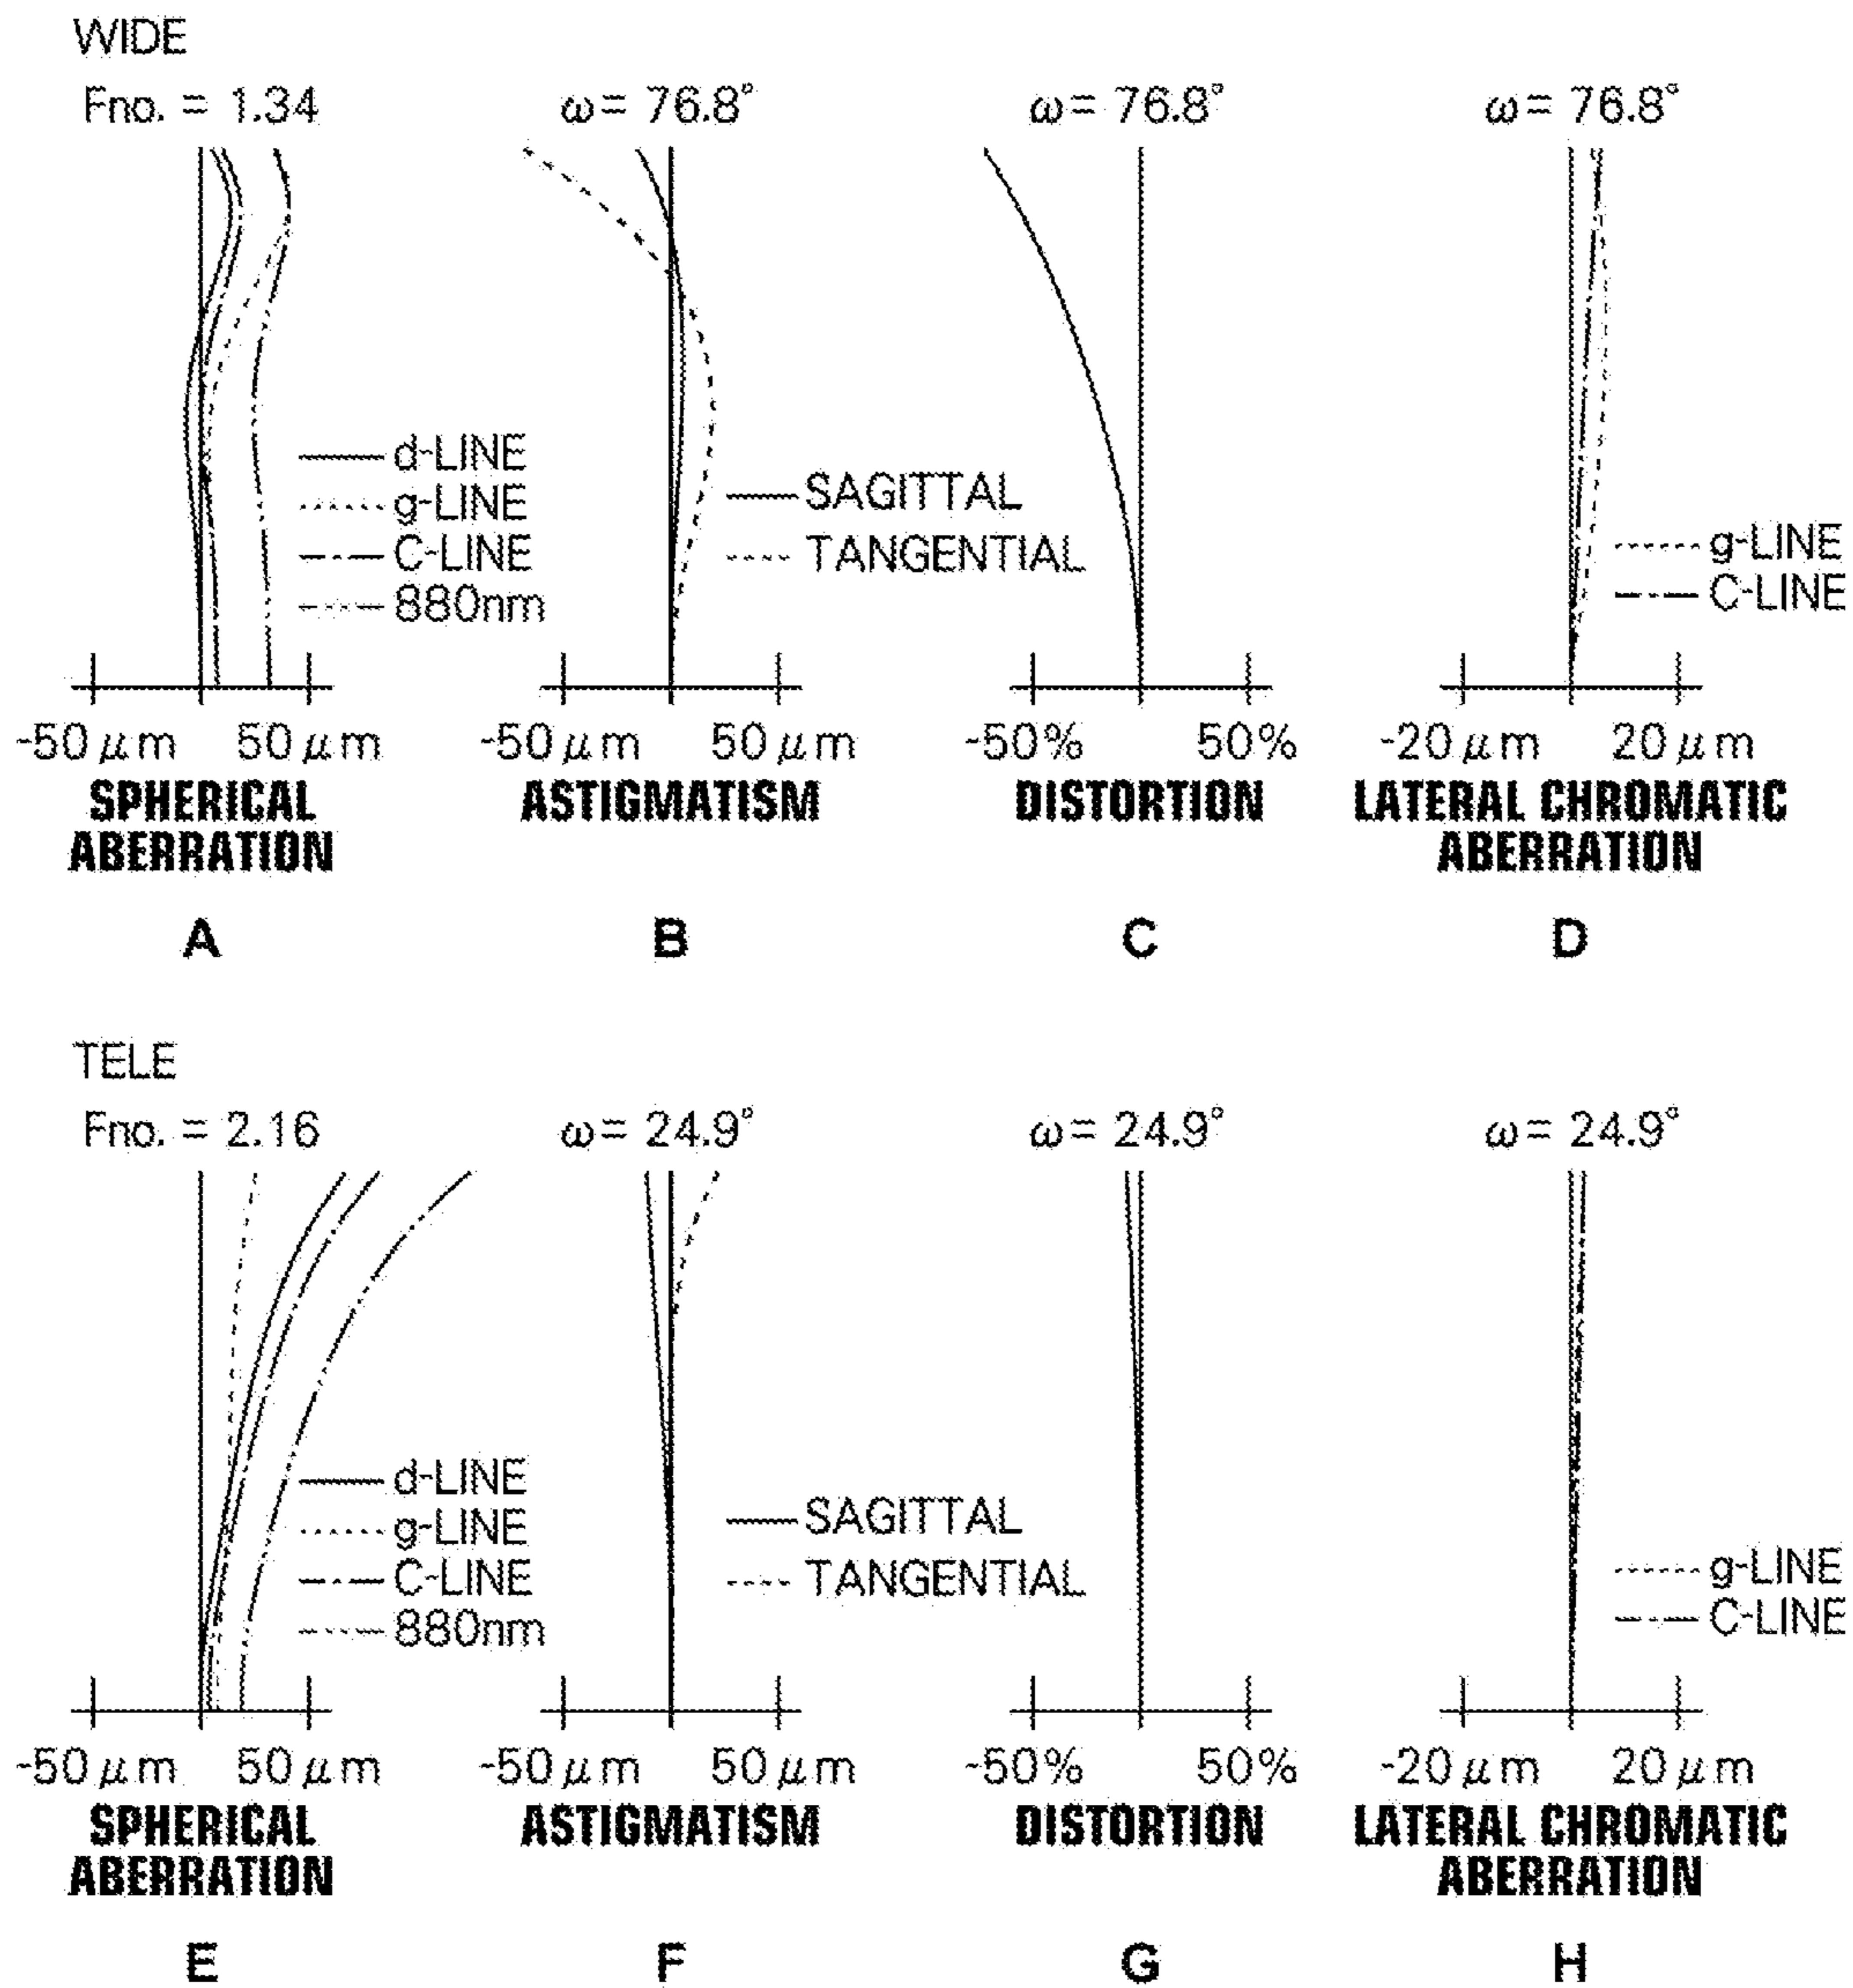 WIDE
Fno. = 1.34
ω= 76.8°
ω= 76.8°
ω= 76.8°
d-LINE
g-LINE
C-LINE
880nm
SAGITTAL
TANGENTIAL
g-LINE
C-LINE
-50μm 50μm
-50μm 50μm
-50% 50%
-20μm 20μm
SPHERICAL
ABERRATION
ASTIGMATISM
DISTORTION
LATERAL CHROMATIC
ABERRATION
A
B
C
D
TELE
Fno. = 2.16
ω= 24.9°
ω= 24.9°
ω= 24.9°
d-LINE
g-LINE
C-LINE
880nm
SAGITTAL
TANGENTIAL
g-LINE
C-LINE
-50μm 50μm
-50μm 50μm
-50% 50%
-20μm 20μm
SPHERICAL
ABERRATION
ASTIGMATISM
DISTORTION
LATERAL CHROMATIC
ABERRATION
E
F
G
H